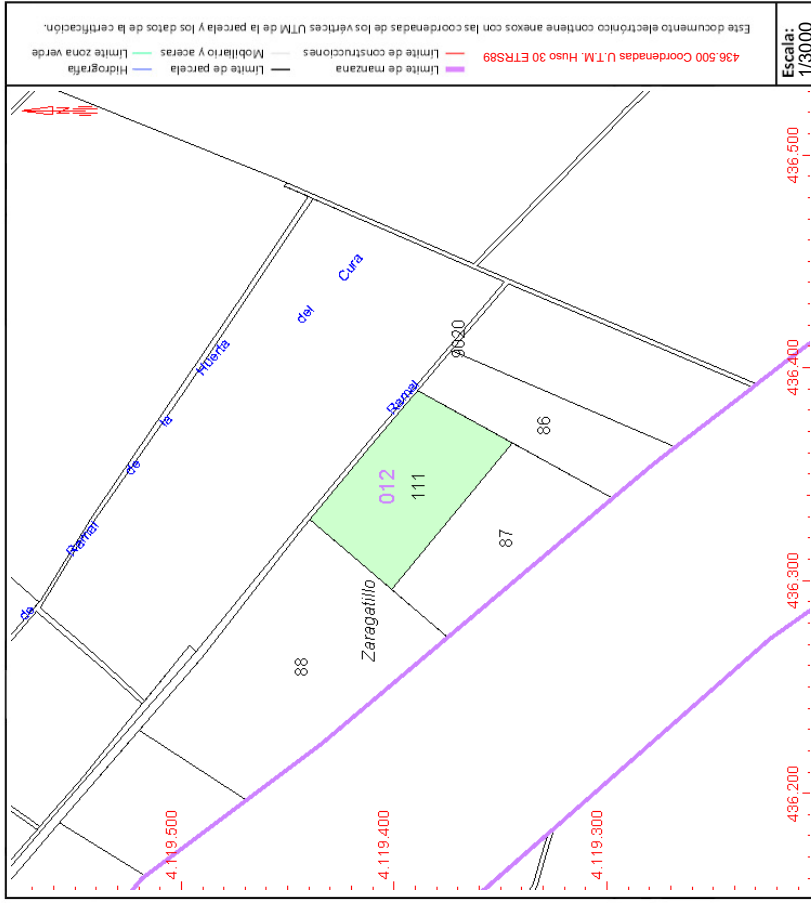 Este documento electrónico contiene anexos con las coordenadas de los vértices UTM de la parcela y los datos de la certificación.
436.500 Coordenadas U.T.M. Huso 30 ETRS89
Límite de manzana
Límite de construcciones
Límite de parcela
Mobiliario y aceras
Hidrografía
Límite zona verde
Escala:
1/3000
436.500
436.400
436.300
436.200
4.119.500
4.119.400
4.119.300
de
Ramal
de
la
Huerta
del
Cura
Ramal
9020
012
111
86
87
88
Zaragatillo